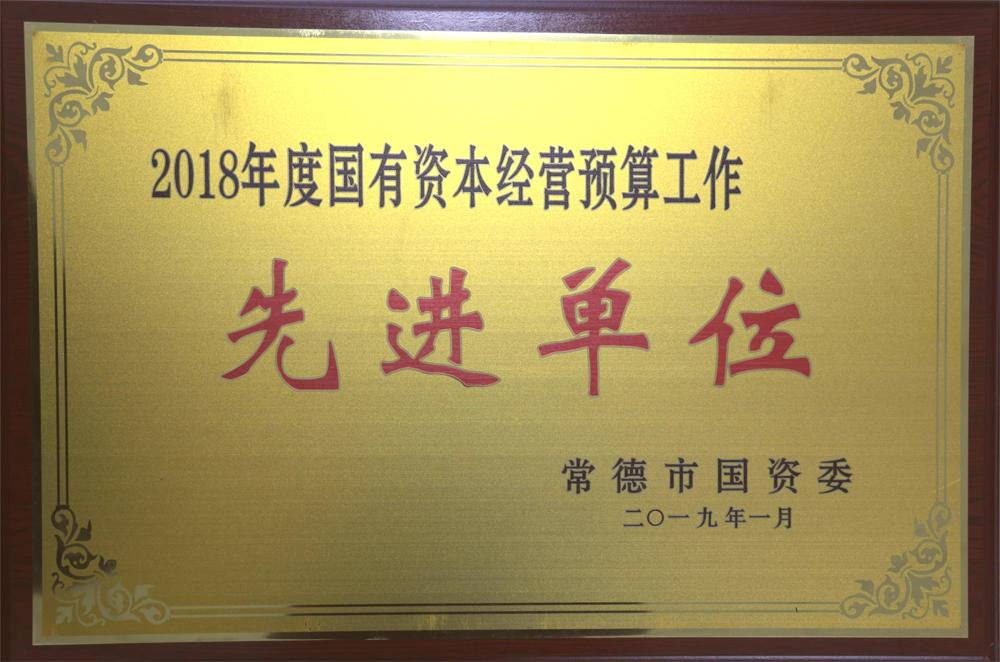 2018年度国有资本经营预算工作
先进单位
常德市国资委
二〇一九年一月